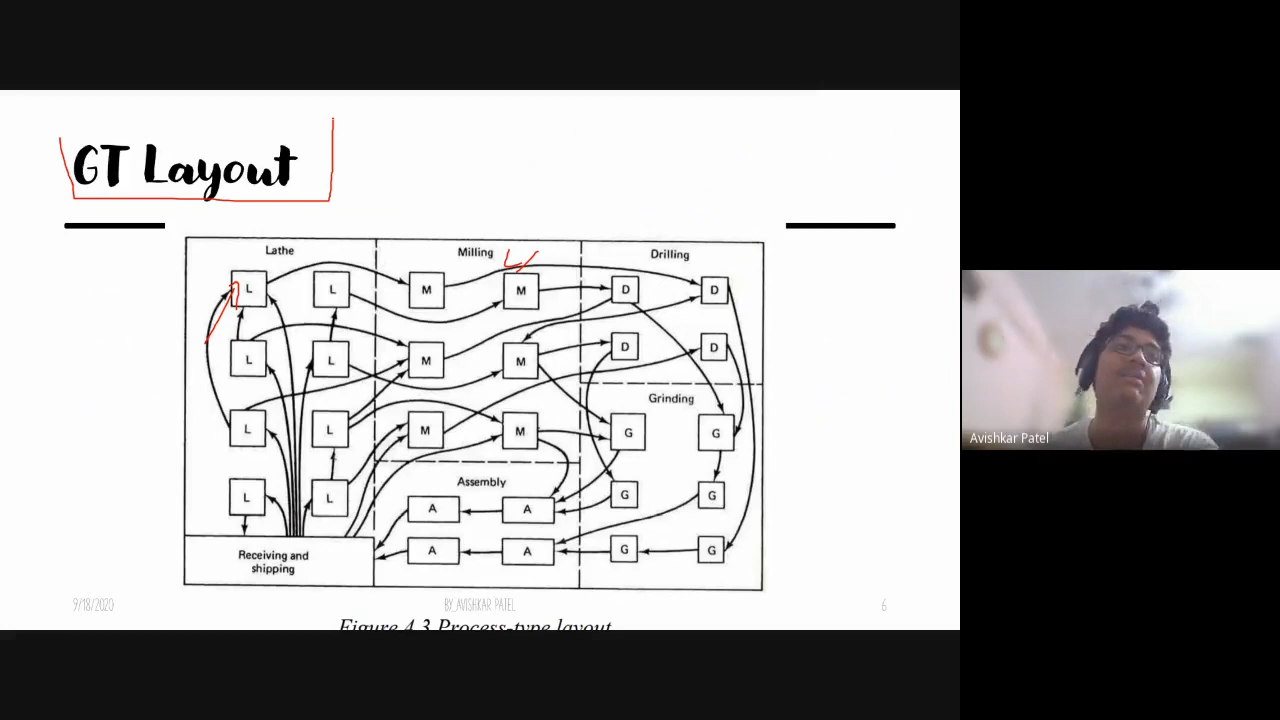 GT Layout
Lathe
Milling
Drilling
L L M M D D
L L M M D D
Grinding
L L M M G G
Assembly
L L A A G G
A A G G
Receiving and
shipping
9/18/2020 BY_AVISHKAR PATEL 6
Figure 4.3 Process-type layout
Avishkar Patel